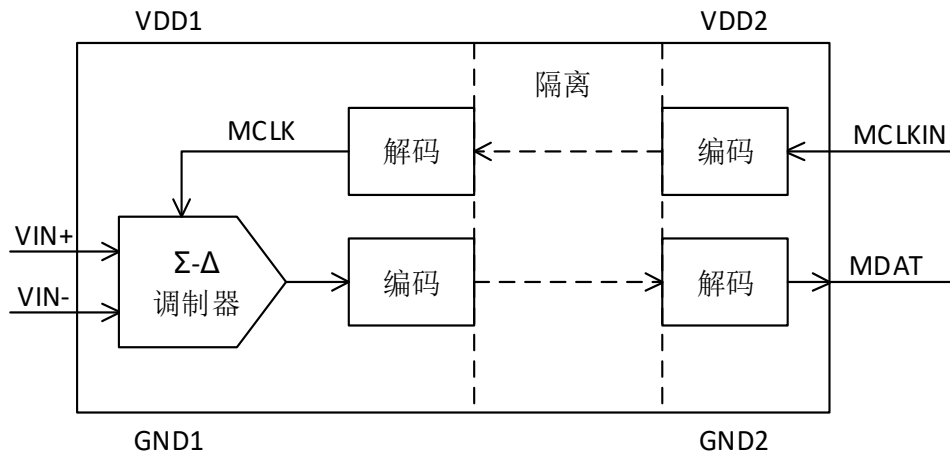 VDD1
VDD2
隔离
MCLK
解码
编码
MCLKIN
VIN+
Σ-Δ
调制器
VIN-
编码
解码
MDAT
GND1
GND2